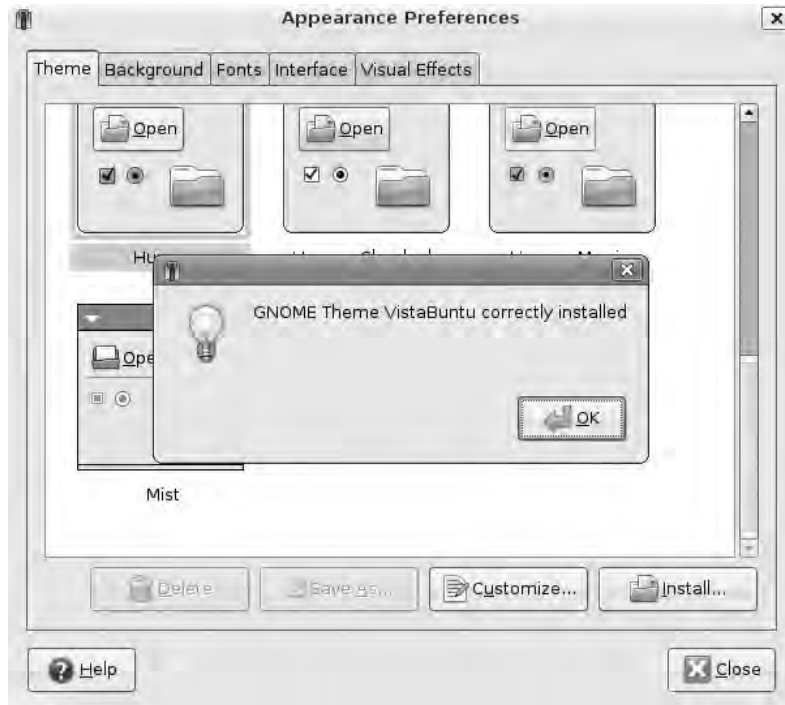 Appearance Preferences
Theme Background Fonts Interface Visual Effects
Open Open Open
GNOME Theme VistaBuntu correctly installed
OK
Mist
Delete Save As... Customize... Install...
Help Close